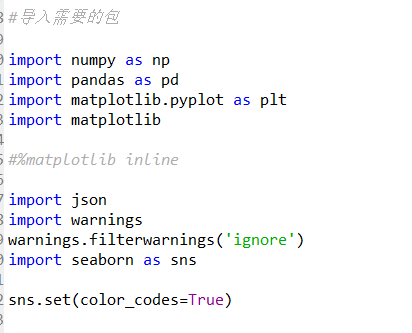 #导入需要的包
import numpy as np
import pandas as pd
import matplotlib.pyplot as plt
import matplotlib
#%matplotlib inline
import json
import warnings
warnings.filterwarnings('ignore')
import seaborn as sns
sns.set(color_codes=True)